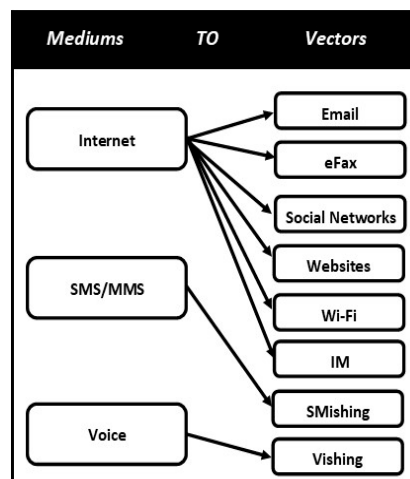 Mediums TO Vectors
Internet
SMS/MMS
Voice
Email
eFax
Social Networks
Websites
Wi-Fi
IM
SMishing
Vishing